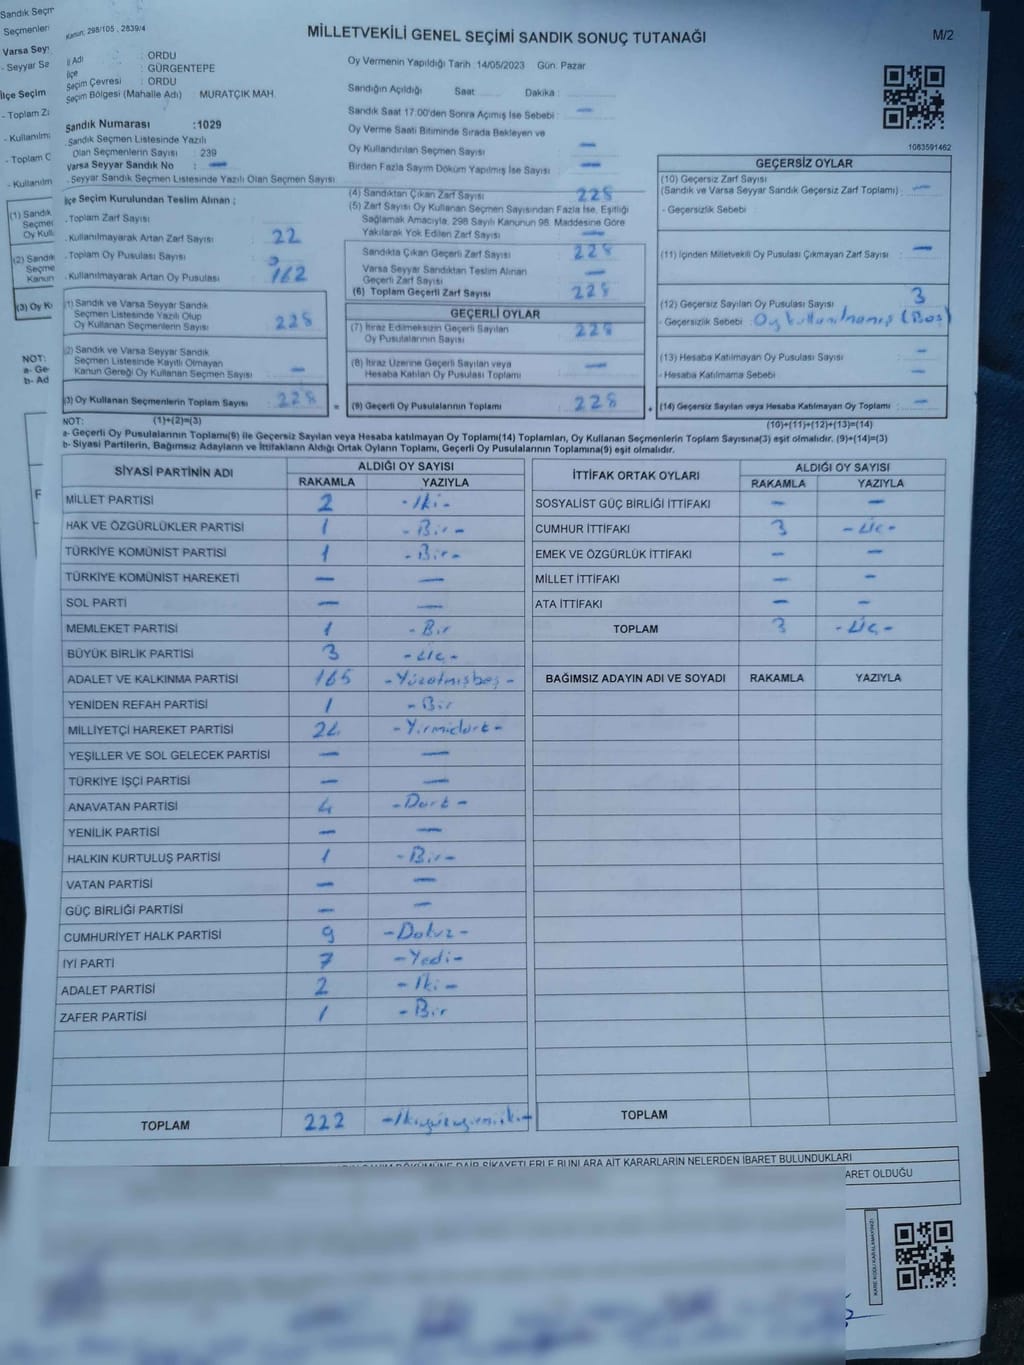 Sandık Seçm
Seçmenler
Varsa Sey
- Seyyar Se
İlçe Seçim
- Toplam Z
- Kullanılm
- Toplam O
- Kullanılm
(1) Sandık
Seçme
Oy Kull
(2) Sandık
Seçme
Kanun
(3) Oy K
NOT:
a- Ge
b- Ad
Kanun: 298/105 , 2839/4
MİLLETVEKİLİ GENEL SEÇİMİ SANDIK SONUÇ TUTANAĞI
M/2
İl Adı : ORDU
İlçe : GÜRGENTEPE
Seçim Çevresi : ORDU
Seçim Bölgesi (Mahalle Adı) MURATÇIK MAH.
Sandık Numarası :1029
Sandık Seçmen Listesinde Yazılı
Olan Seçmenlerin Sayısı : 239
Varsa Seyyar Sandık No : —
- Seyyar Sandık Seçmen Listesinde Yazılı Olan Seçmen Sayısı
İlçe Seçim Kurulundan Teslim Alınan ;
. Toplam Zarf Sayısı
. Kullanılmayarak Artan Zarf Sayısı 22
. Toplam Oy Pusulası Sayısı
. Kullanılmayarak Artan Oy Pusulası 162
(1) Sandık ve Varsa Seyyar Sandık
Seçmen Listesinde Yazılı Olup
Oy Kullanan Seçmenlerin Sayısı : 228
(2) Sandık ve Varsa Seyyar Sandık
Seçmen Listesinde Kayıtlı Olmayan
Kanun Gereği Oy Kullanan Seçmen Sayısı : —
(3) Oy Kullanan Seçmenlerin Toplam Sayısı : 228
Oy Vermenin Yapıldığı Tarih :14/05/2023 Gün: Pazar
Sandığın Açıldığı Saat Dakika :
Sandık Saat 17:00'den Sonra Açımış İse Sebebi : —
Oy Verme Saati Bitiminde Sırada Bekleyen ve
Oy Kullandırılan Seçmen Sayısı : —
Birden Fazla Sayım Döküm Yapılmış İse Sayısı : —
(4) Sandıktan Çıkan Zarf Sayısı : 228
(5) Zarf Sayısı Oy Kullanan Seçmen Sayısından Fazla İse, Eşitliği
Sağlamak Amacıyla, 298 Sayılı Kanunun 98. Maddesine Göre
Yakılarak Yok Edilen Zarf Sayısı : —
Sandıkta Çıkan Geçerli Zarf Sayısı : 228
Varsa Seyyar Sandıktan Teslim Alınan
Geçerli Zarf Sayısı : —
(6) Toplam Geçerli Zarf Sayısı : 228
GEÇERLİ OYLAR
(7) İtiraz Edilmeksizin Geçerli Sayılan
Oy Pusulalarının Sayısı : 228
(8) İtiraz Üzerine Geçerli Sayılan veya
Hesaba Katılan Oy Pusulası Toplamı : —
= (9) Geçerli Oy Pusulalarının Toplamı : 228
1083591462
GEÇERSİZ OYLAR
(10) Geçersiz Zarf Sayısı
(Sandık ve Varsa Seyyar Sandık Geçersiz Zarf Toplamı) : —
- Geçersizlik Sebebi :
(11) İçinden Milletvekili Oy Pusulası Çıkmayan Zarf Sayısı : —
(12) Geçersiz Sayılan Oy Pusulası Sayısı : 3
- Geçersizlik Sebebi : Oy kullanılmamış (Boş)
(13) Hesaba Katılmayan Oy Pusulası Sayısı : —
- Hesaba Katılmama Sebebi : —
+ (14) Geçersiz Sayılan veya Hesaba Katılmayan Oy Toplamı : —
NOT: (1)+(2)=(3)
(10)+(11)+(12)+(13)=(14)
a- Geçerli Oy Pusulalarının Toplamı(9) ile Geçersiz Sayılan veya Hesaba katılmayan Oy Toplamı(14) Toplamları, Oy Kullanan Seçmenlerin Toplam Sayısına(3) eşit olmalıdır. (9)+(14)=(3)
b- Siyasi Partilerin, Bağımsız Adayların ve İttifakların Aldığı Ortak Oyların Toplamı, Geçerli Oy Pusulalarının Toplamına(9) eşit olmalıdır.
SİYASİ PARTİNİN ADI ALDIĞI OY SAYISI
RAKAMLA YAZIYLA
MİLLET PARTİSİ 2 -İki-
HAK VE ÖZGÜRLÜKLER PARTİSİ 1 -Bir-
TÜRKİYE KOMÜNİST PARTİSİ 1 -Bir-
TÜRKİYE KOMÜNİST HAREKETİ — —
SOL PARTİ — —
MEMLEKET PARTİSİ 1 -Bir
BÜYÜK BİRLİK PARTİSİ 3 -Üç-
ADALET VE KALKINMA PARTİSİ 165 -Yüzatmışbeş-
YENİDEN REFAH PARTİSİ 1 -Bir
MİLLİYETÇİ HAREKET PARTİSİ 24 -Yirmidört-
YEŞİLLER VE SOL GELECEK PARTİSİ — —
TÜRKİYE İŞÇİ PARTİSİ — —
ANAVATAN PARTİSİ 4 -Dört-
YENİLİK PARTİSİ — —
HALKIN KURTULUŞ PARTİSİ 1 -Bir-
VATAN PARTİSİ — —
GÜÇ BİRLİĞİ PARTİSİ — —
CUMHURİYET HALK PARTİSİ 9 -Dokuz-
İYİ PARTİ 7 -Yedi-
ADALET PARTİSİ 2 -İki-
ZAFER PARTİSİ 1 -Bir
TOPLAM 222 -İkiyüzyirmiiki-
İTTİFAK ORTAK OYLARI ALDIĞI OY SAYISI
RAKAMLA YAZIYLA
SOSYALİST GÜÇ BİRLİĞİ İTTİFAKI — —
CUMHUR İTTİFAKI 3 -Üç-
EMEK VE ÖZGÜRLÜK İTTİFAKI — —
MİLLET İTTİFAKI — —
ATA İTTİFAKI — —
TOPLAM 3 -Üç-
BAĞIMSIZ ADAYIN ADI VE SOYADI RAKAMLA YAZIYLA
TOPLAM
DAİR ŞİKAYETLERLE BUNLARA AİT KARARLARIN NELERDEN İBARET BULUNDUKLARI
ARET OLDUĞU
KARE KODU KARALAMAYINIZ!